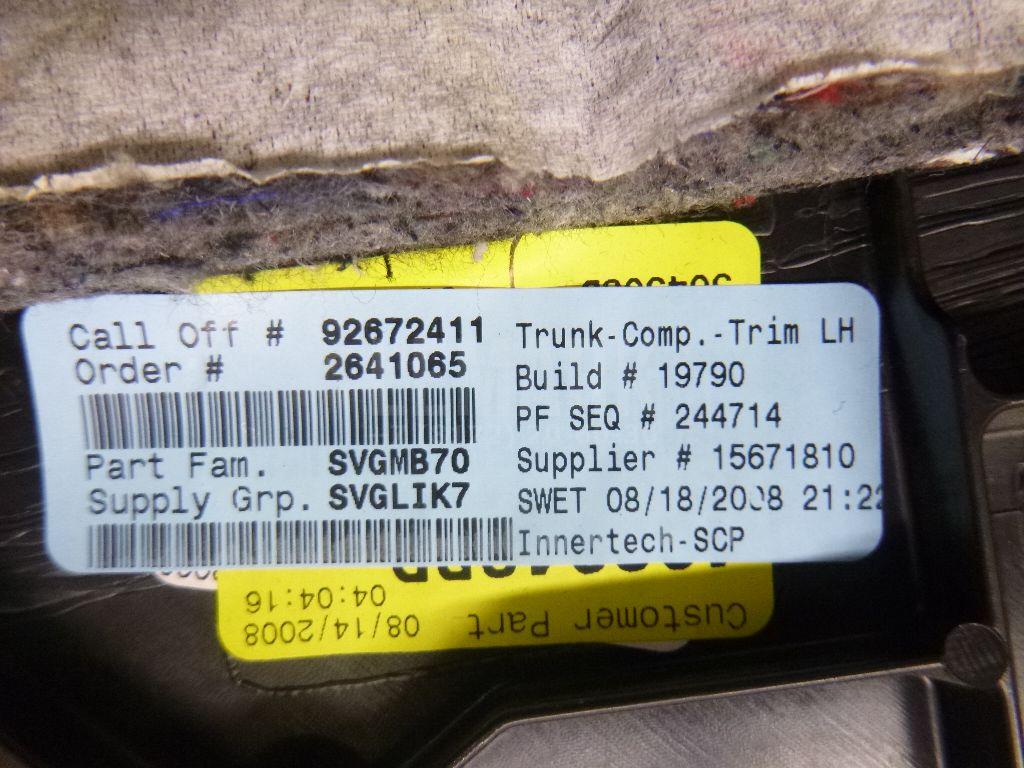 Call Off # 92672411
Order # 2641065
Part Fam. SVGMB70
Supply Grp. SVGLIK7
Trunk-Comp.-Trim LH
Build # 19790
PF SEQ # 244714
Supplier # 15671810
SWET 08/18/2008 21:22
Innertech-SCP
Customer Part
08/14/2008
04:04:16